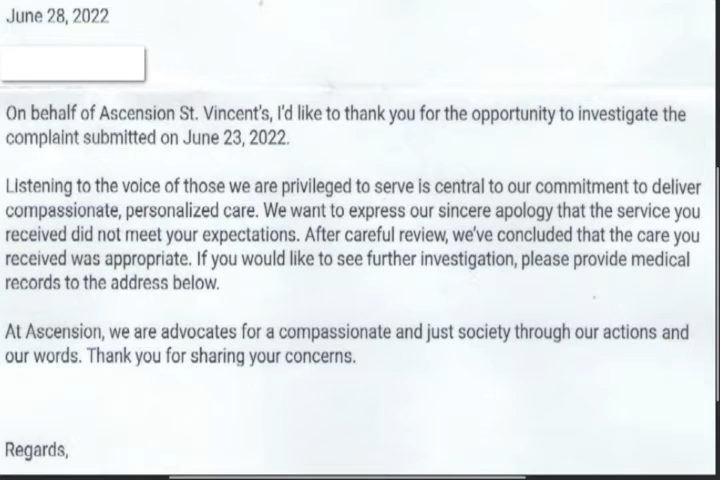 June 28, 2022
On behalf of Ascension St. Vincent's, I'd like to thank you for the opportunity to investigate the
complaint submitted on June 23, 2022.
Listening to the voice of those we are privileged to serve is central to our commitment to deliver
compassionate, personalized care. We want to express our sincere apology that the service you
received did not meet your expectations. After careful review, we've concluded that the care you
received was appropriate. If you would like to see further investigation, please provide medical
records to the address below.
At Ascension, we are advocates for a compassionate and just society through our actions and
our words. Thank you for sharing your concerns.
Regards,